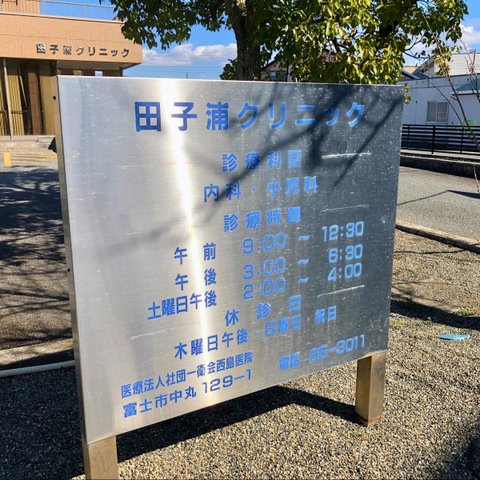 田子浦クリニック
田子浦クリニック
診療科目
内科・小児科
診療時間
午前 9:00 ~ 12:30
午後 3:00 ~ 6:30
土曜日午後 2:00 ~ 4:00
休診日
木曜日午後・日曜日・祭日
医療法人社団一衛会西島医院
富士市中丸 129-1
電話